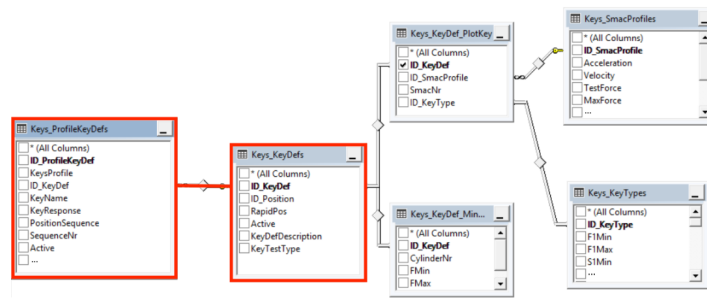 Keys_ProfileKeyDefs
* (All Columns)
ID_ProfileKeyDef
KeysProfile
ID_KeyDef
KeyName
KeyResponse
PositionSequence
SequenceNr
Active
...
Keys_KeyDefs
* (All Columns)
ID_KeyDef
ID_Position
RapidPos
Active
KeyDefDescription
KeyTestType
Keys_KeyDef_PlotKey
* (All Columns)
ID_KeyDef
ID_SmacProfile
SmacNr
ID_KeyType
Keys_KeyDef_Min...
* (All Columns)
ID_KeyDef
CylinderNr
FMin
FMax
Keys_SmacProfiles
* (All Columns)
ID_SmacProfile
Acceleration
Velocity
TestForce
MaxForce
...
Keys_KeyTypes
* (All Columns)
ID_KeyType
F1Min
F1Max
S1Min
...